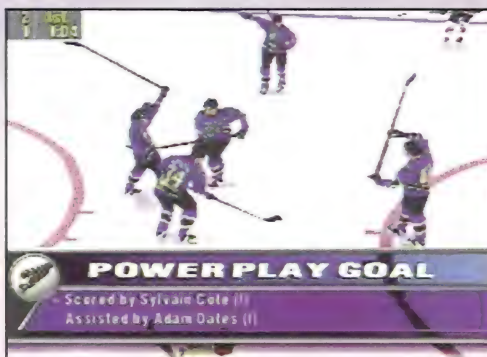 POWER PLAY GOAL
- Scored by Sylvain Cote (1)
Assisted by Adam Oates (1)